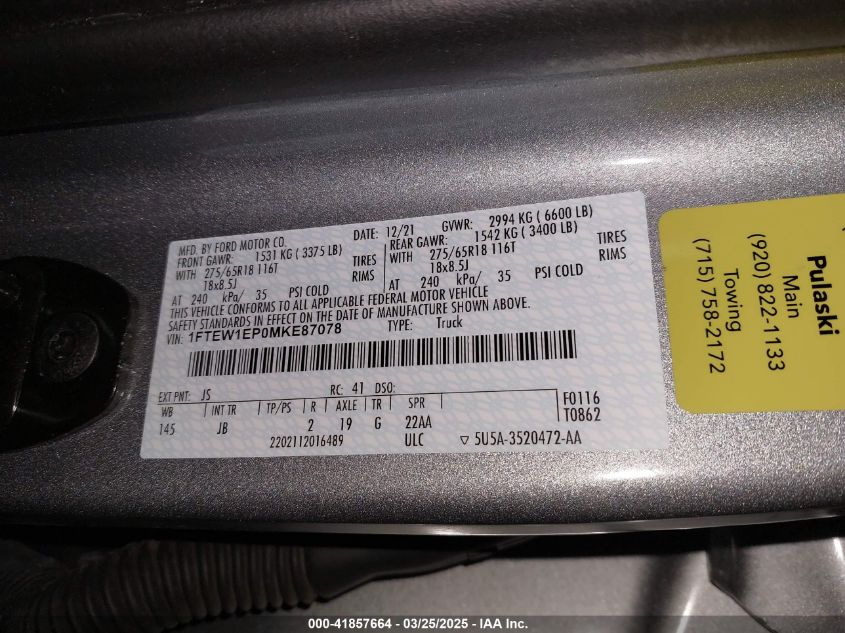 MFD. BY FORD MOTOR CO. DATE: 12/21 GVWR: 2994 KG ( 6600 LB)
FRONT GAWR: 1531 KG ( 3375 LB) REAR GAWR: 1542 KG ( 3400 LB)
WITH 275/65R18 116T TIRES WITH 275/65R18 116T TIRES
18x8.5J RIMS 18x8.5J RIMS
AT 240 kPa/ 35 PSI COLD AT 240 kPa/ 35 PSI COLD
THIS VEHICLE CONFORMS TO ALL APPLICABLE FEDERAL MOTOR VEHICLE
SAFETY STANDARDS IN EFFECT ON THE DATE OF MANUFACTURE SHOWN ABOVE.
VIN: 1FTEW1EP0MKE87078 TYPE: Truck
EXT PNT: JS RC: 41 DSO:
WB INT TR TP/PS R AXLE TR SPR F0116
145 JB 2 19 G 22AA T0862
2202112016489 ULC ▽ 5U5A-3520472-AA
Pulaski
Main
(920) 822-1133
Towing
(715) 758-2172
000-41857664 - 03/25/2025 - IAA Inc.